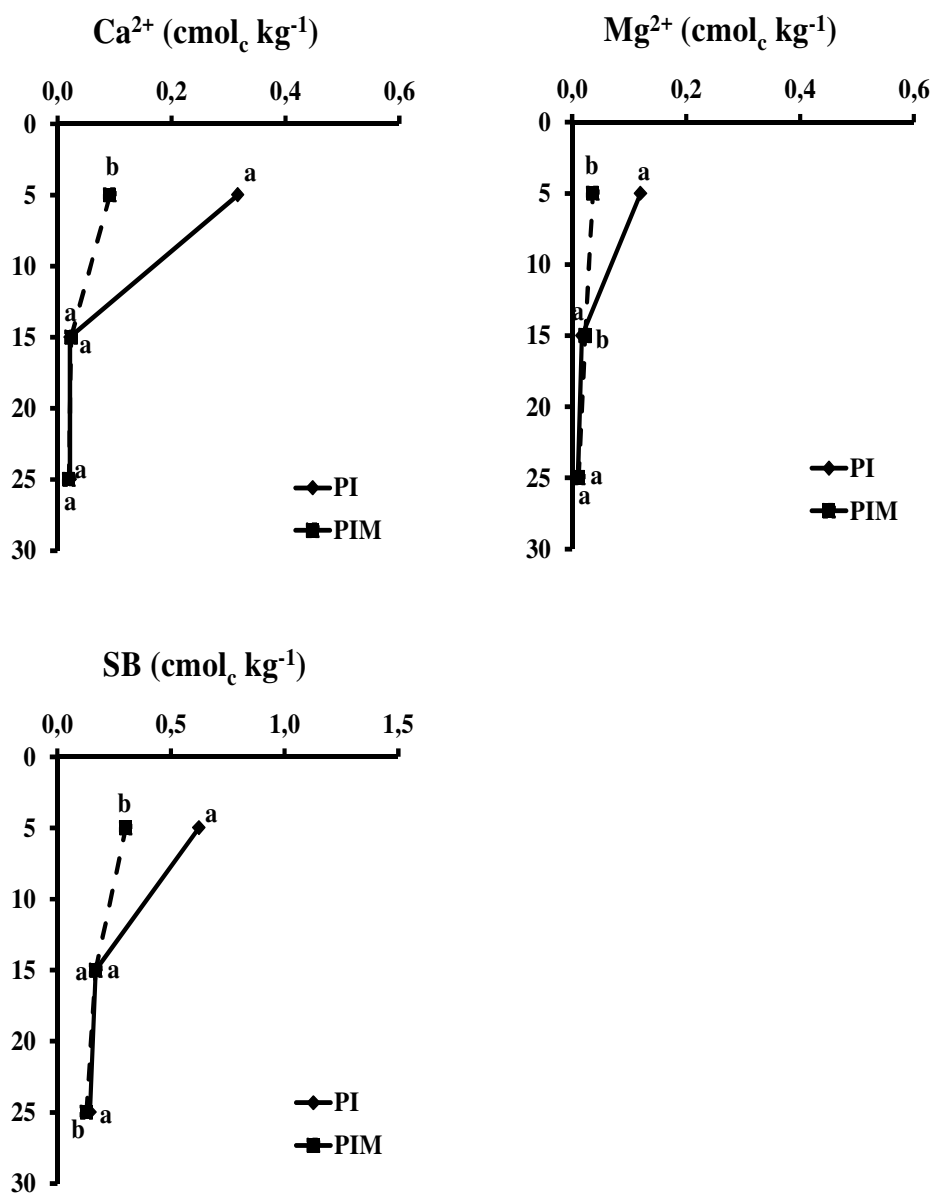 Ca²⁺ (cmol_c kg⁻¹)
0,0 0,2 0,4 0,6
0
5
10
15
20
25
30
b
a
a
a
a
a
PI
PIM
Mg²⁺ (cmol_c kg⁻¹)
0,0 0,2 0,4 0,6
0
5
10
15
20
25
30
b
a
a
b
a
a
PI
PIM
SB (cmol_c kg⁻¹)
0,0 0,5 1,0 1,5
0
5
10
15
20
25
30
b
a
a a
b a
PI
PIM